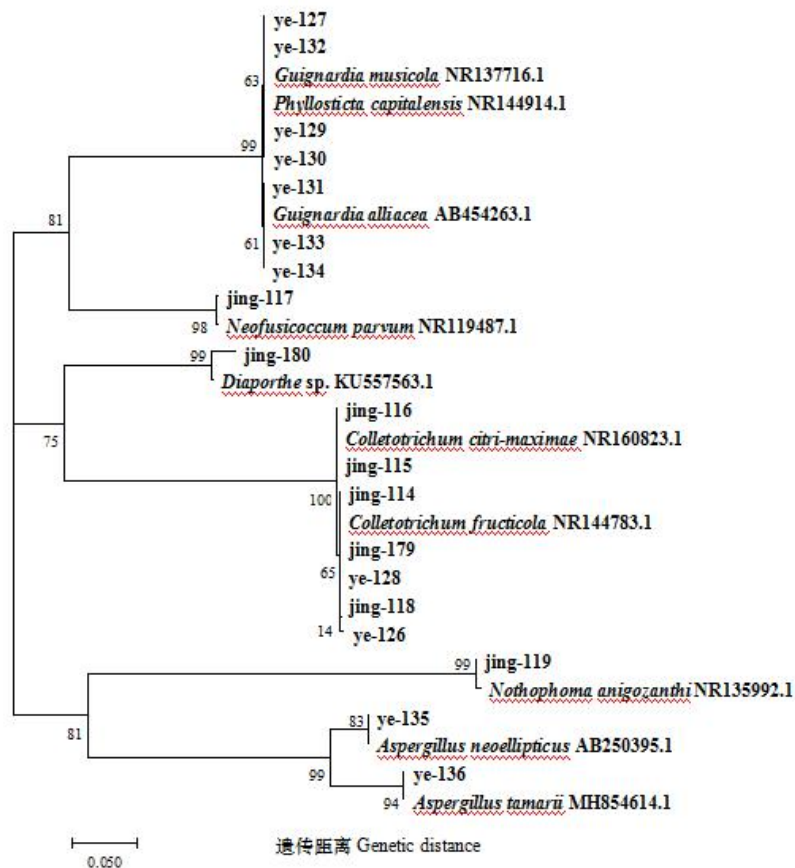 ye-127
ye-132
63
Guignardia musicola NR137716.1
Phyllosticta capitalensis NR144914.1
ye-129
99
ye-130
ye-131
81
Guignardia alliacea AB454263.1
61
ye-133
ye-134
jing-117
98
Neofusicoccum parvum NR119487.1
99
jing-180
Diaporthe sp. KU557563.1
jing-116
75
Colletotrichum citri-maximae NR160823.1
jing-115
100
jing-114
Colletotrichum fructicola NR144783.1
jing-179
65
ye-128
jing-118
14
ye-126
99
jing-119
Nothophoma anigozanthi NR135992.1
83
ye-135
81
Aspergillus neoellipticus AB250395.1
99
ye-136
94
Aspergillus tamarii MH854614.1
0.050
遗传距离 Genetic distance